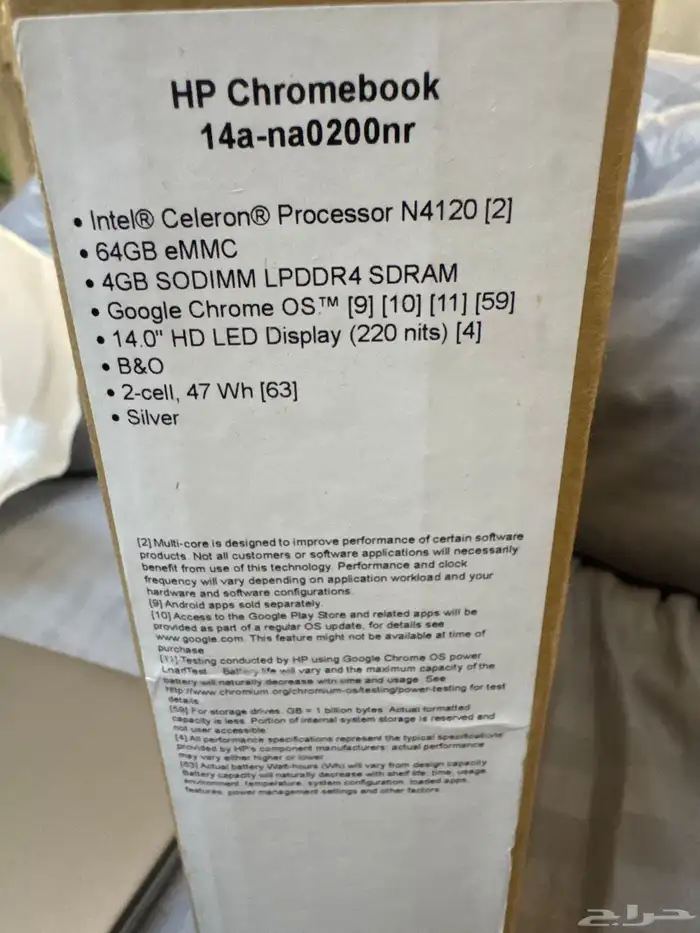 HP Chromebook
14a-na0200nr
• Intel® Celeron® Processor N4120 [2]
• 64GB eMMC
• 4GB SODIMM LPDDR4 SDRAM
• Google Chrome OS™ [9] [10] [11] [59]
• 14.0" HD LED Display (220 nits) [4]
• B&O
• 2-cell, 47 Wh [63]
• Silver
[2] Multi-core is designed to improve performance of certain software
products. Not all customers or software applications will necessarily
benefit from use of this technology. Performance and clock
frequency will vary depending on application workload and your
hardware and software configurations.
[9] Android apps sold separately.
[10] Access to the Google Play Store and related apps will be
provided as part of a regular OS update, for details see
www.google.com. This feature might not be available at time of
purchase
[11] Testing conducted by HP using Google Chrome OS power
LoadTest. Battery life will vary and the maximum capacity of the
battery will naturally decrease with time and usage. See
http://www.chromium.org/chromium-os/testing/power-testing for test
details.
[59] For storage drives, GB = 1 billion bytes. Actual formatted
capacity is less. Portion of internal system storage is reserved and
not user accessible.
[4] All performance specifications represent the typical specifications
provided by HP's component manufacturers; actual performance
may vary either higher or lower.
[63] Actual battery Watt-hours (Wh) will vary from design capacity.
Battery capacity will naturally decrease with shelf life, time, usage,
environment, temperature, system configuration, loaded apps,
features, power management settings and other factors.
حراج